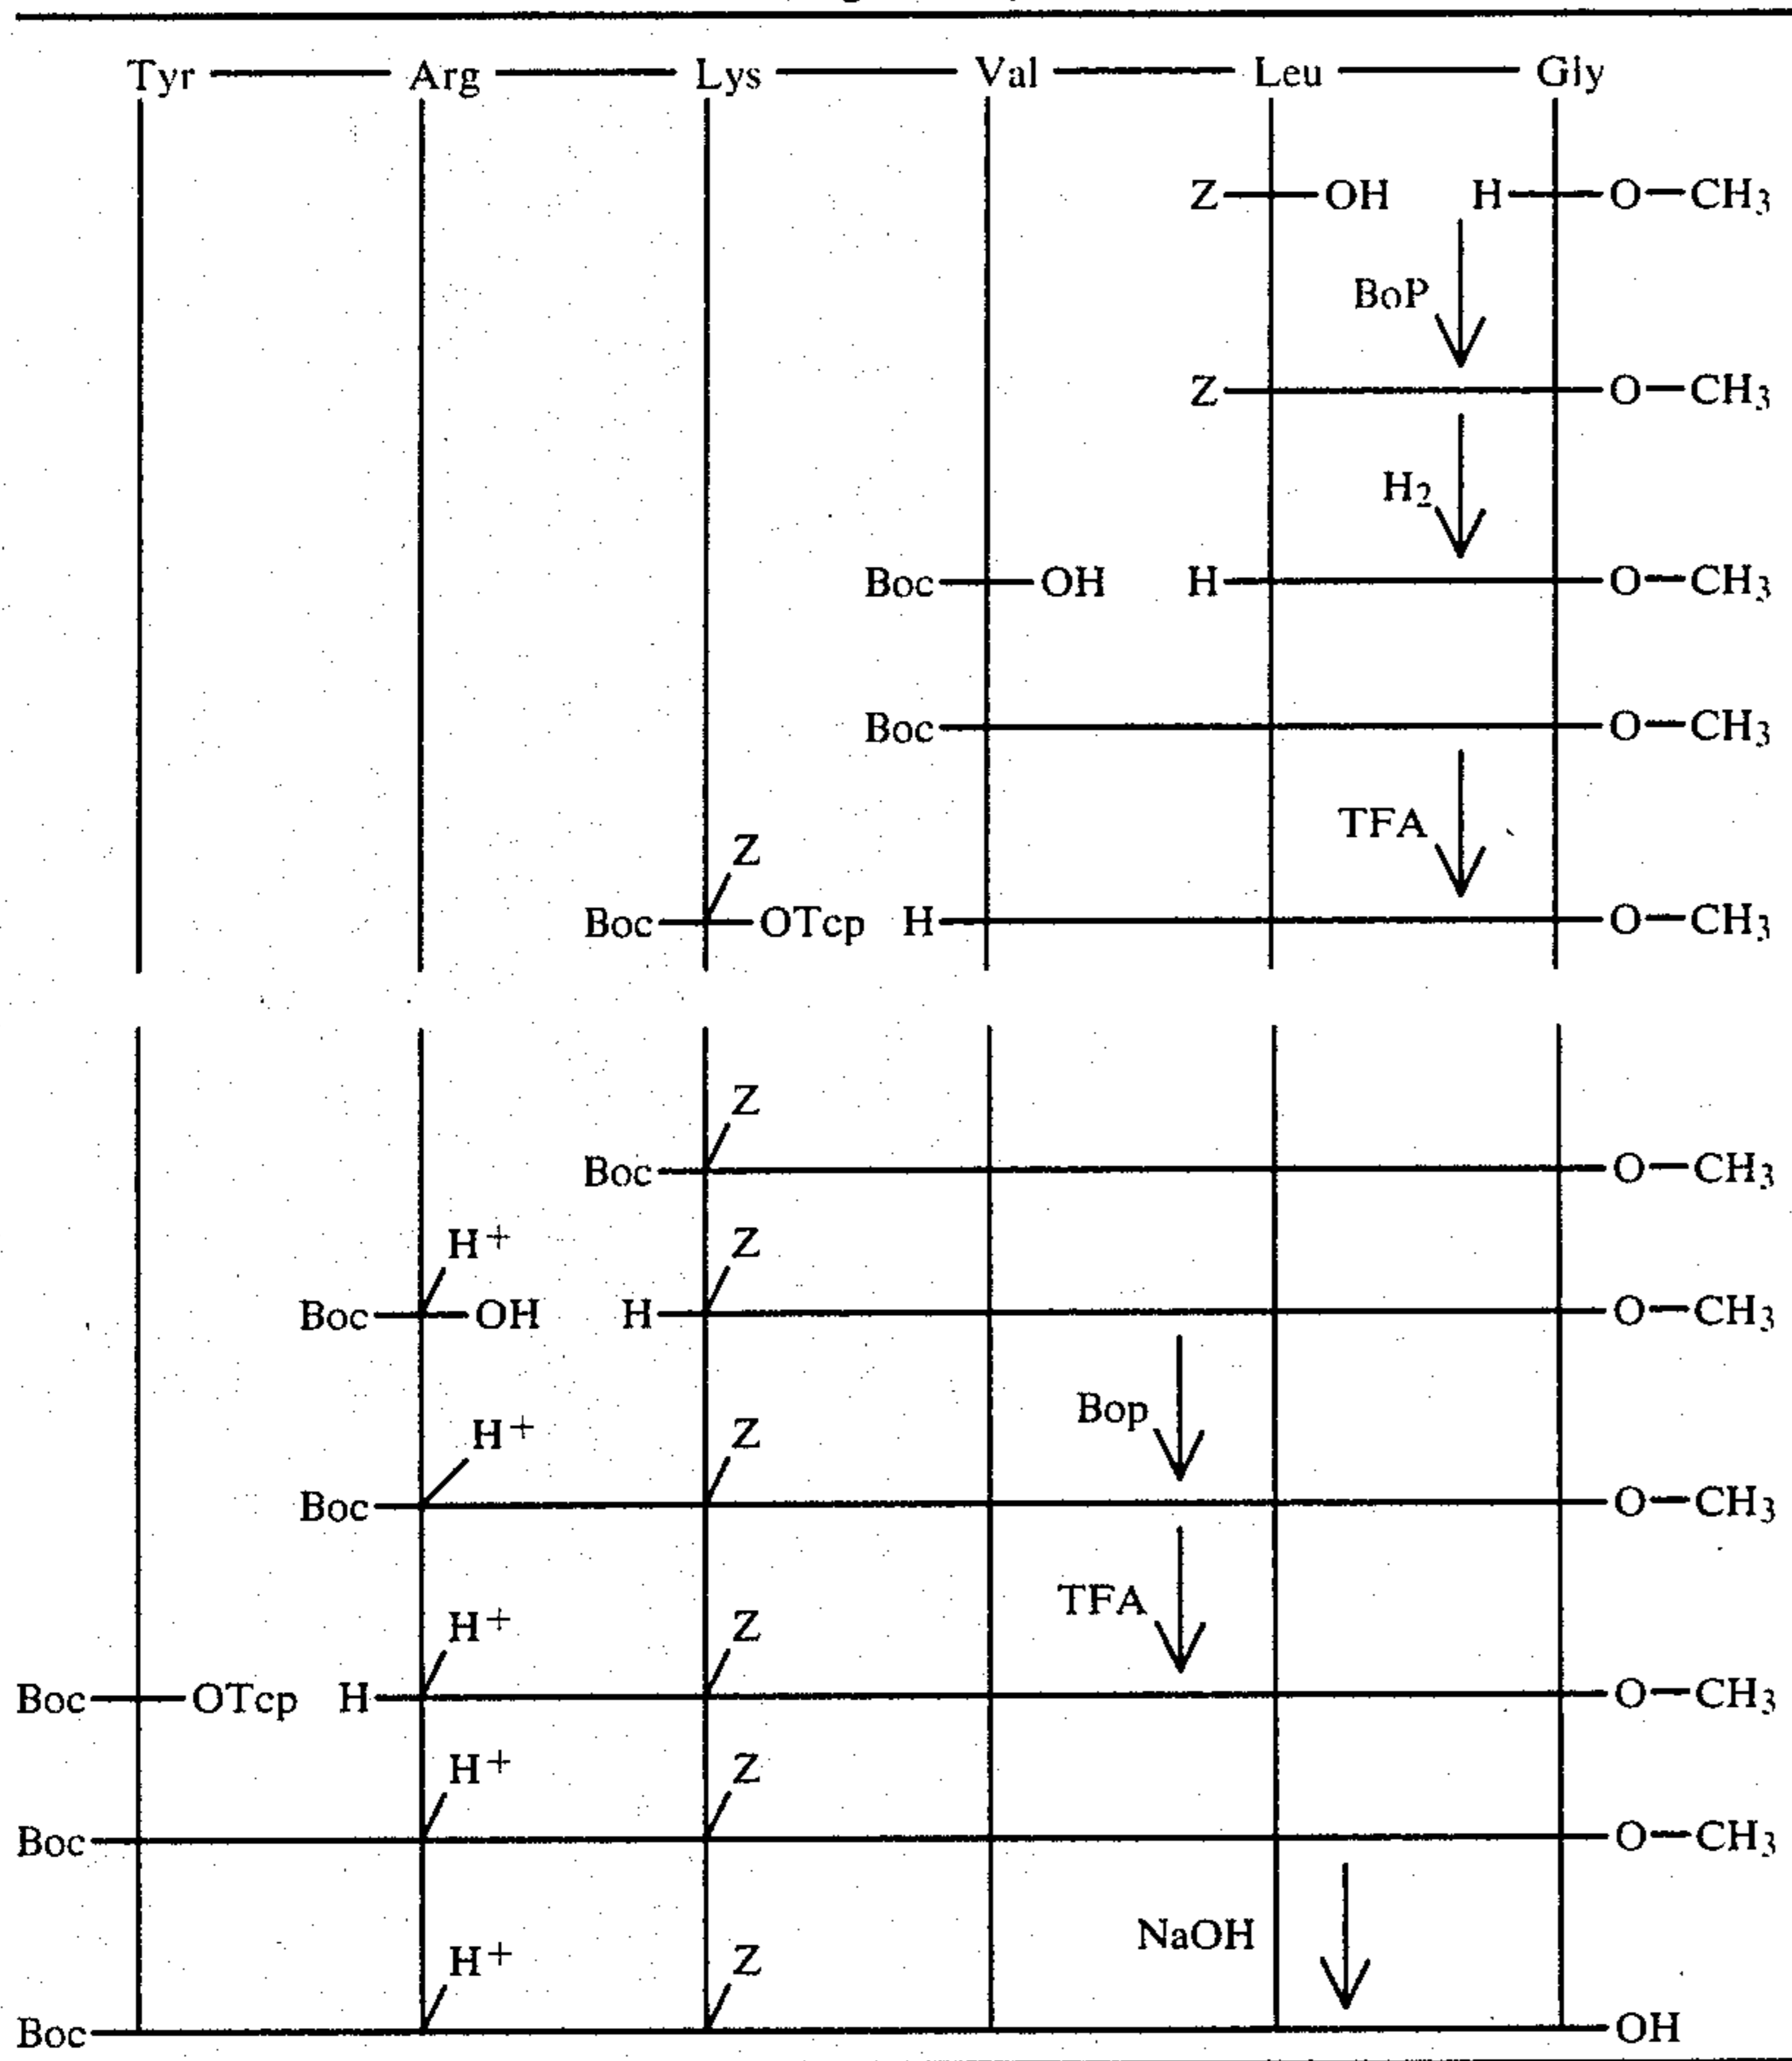 Tyr Arg Lys Val Leu Gly
Z OH H O—CH3
BoP
Z O—CH3
H2
Boc OH H O—CH3
Boc O—CH3
TFA
Z
Boc OTcp H O—CH3
Z
Boc O—CH3
H+ Z
Boc OH H O—CH3
Bop
H+ Z
Boc O—CH3
TFA
H+ Z
Boc OTcp H O—CH3
H+ Z
Boc O—CH3
NaOH
H+ Z
Boc OH